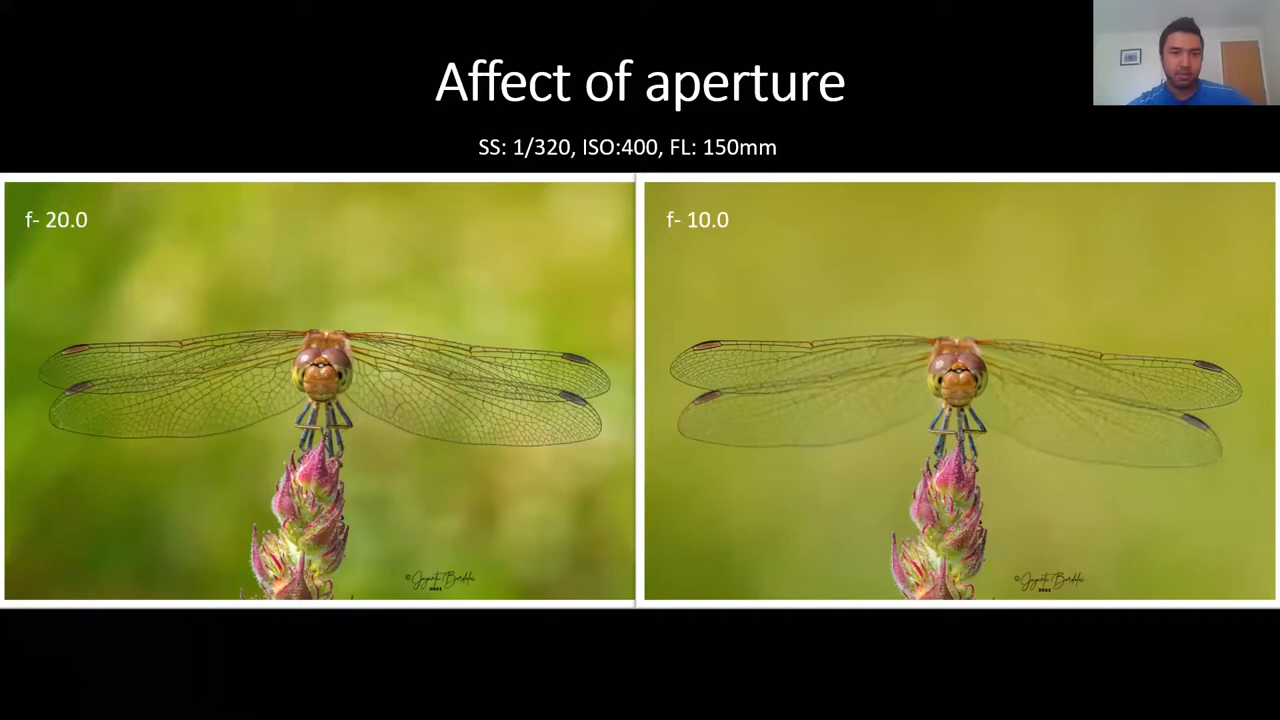 Affect of aperture
SS: 1/320, ISO:400, FL: 150mm
f- 20.0
f- 10.0